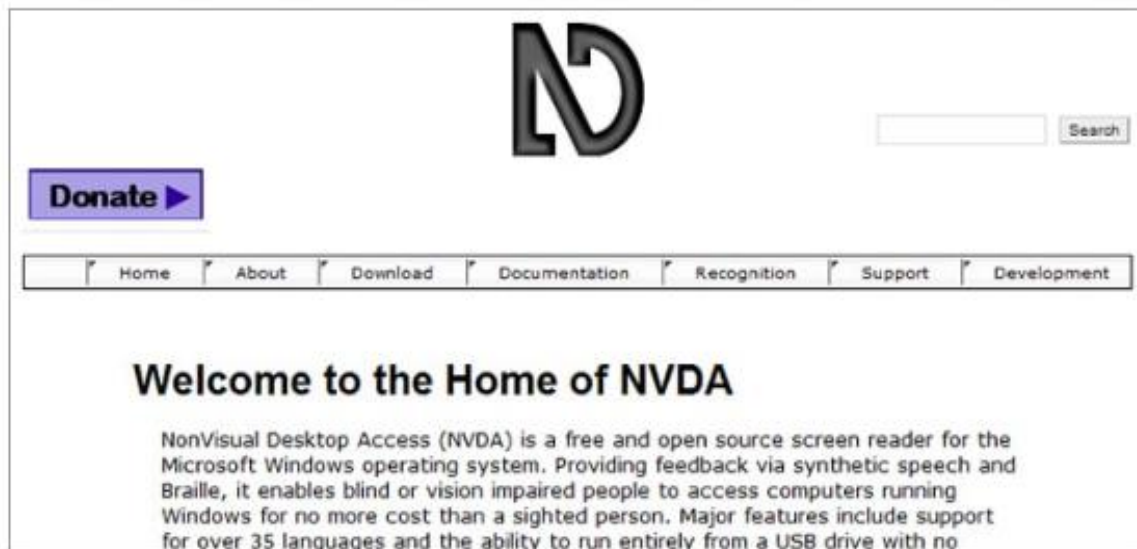 Search
Donate
Home About Download Documentation Recognition Support Development
Welcome to the Home of NVDA
NonVisual Desktop Access (NVDA) is a free and open source screen reader for the
Microsoft Windows operating system. Providing feedback via synthetic speech and
Braille, it enables blind or vision impaired people to access computers running
Windows for no more cost than a sighted person. Major features include support
for over 35 languages and the ability to run entirely from a USB drive with no